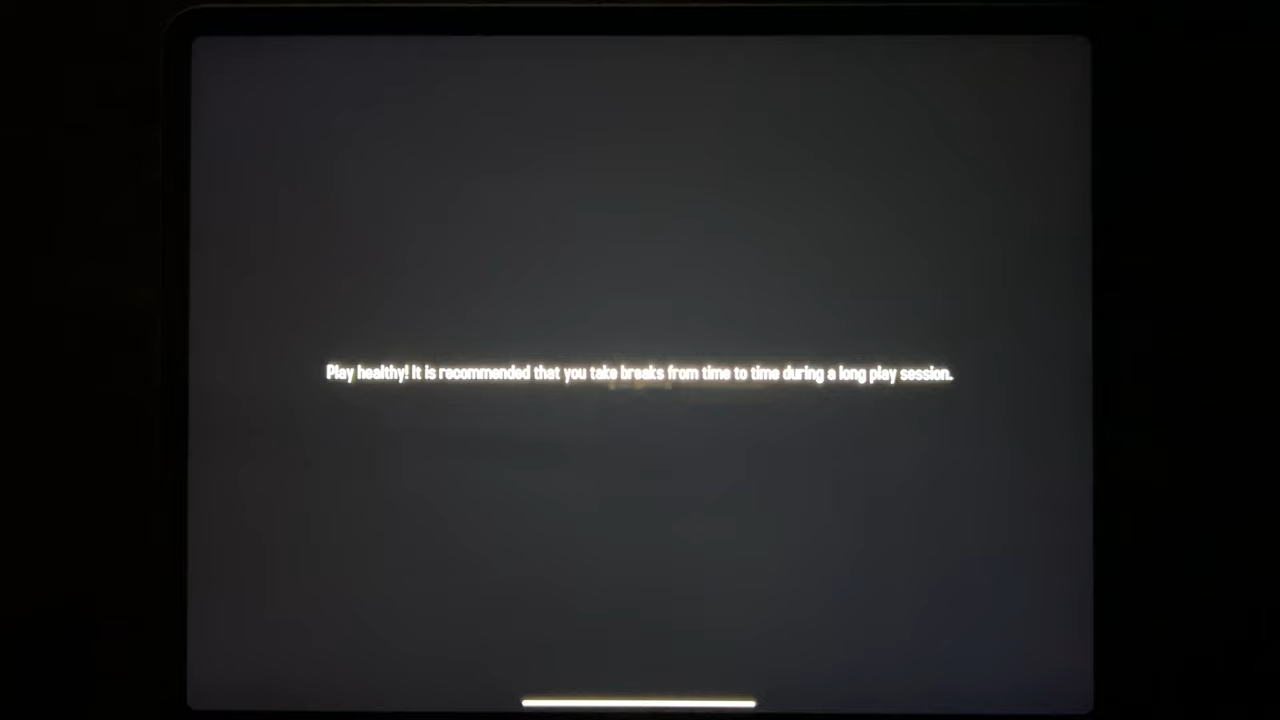 Play healthy! It is recommended that you take breaks from time to time during a long play session.